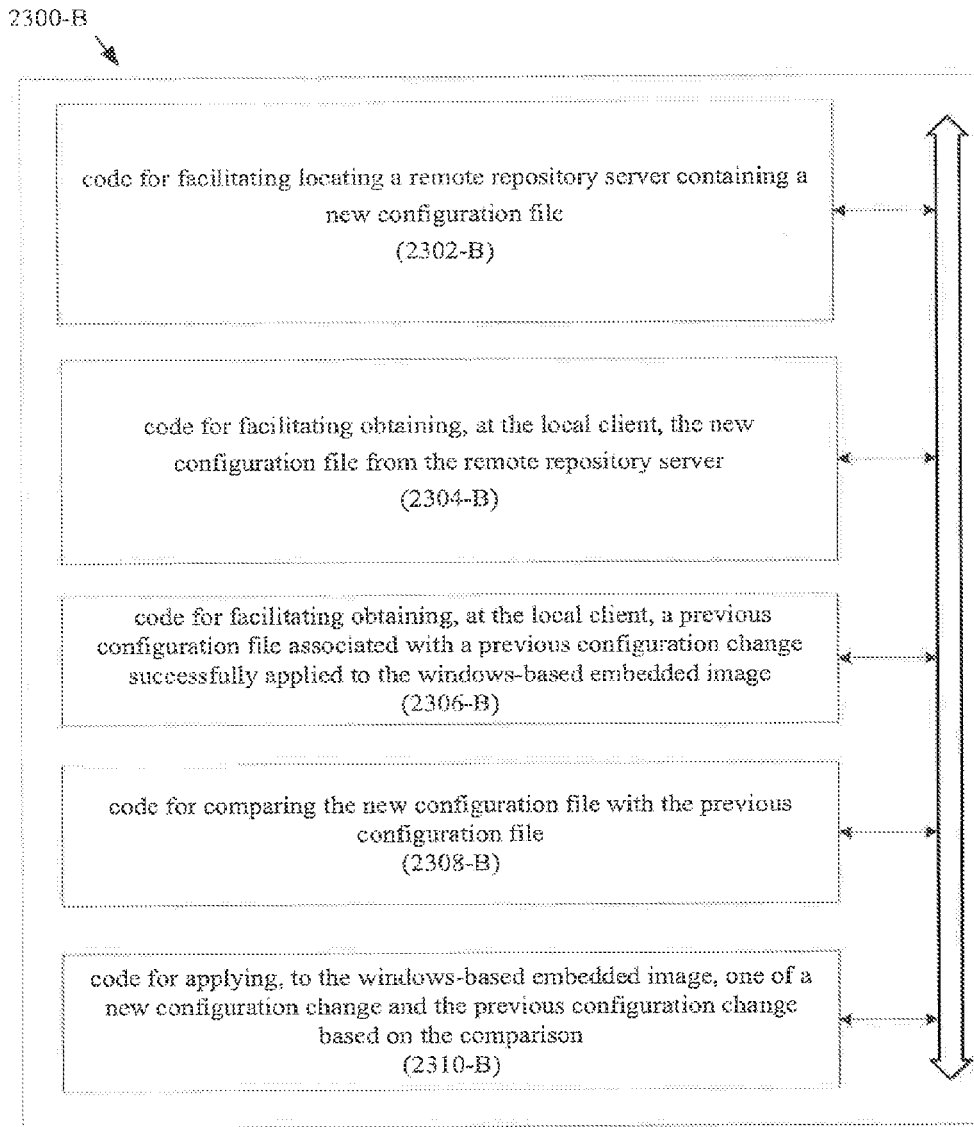 2300-B
code for facilitating locating a remote repository server containing a
new configuration file
(2302-B)
code for facilitating obtaining, at the local client, the new
configuration file from the remote repository server
(2304-B)
code for facilitating obtaining, at the local client, a previous
configuration file associated with a previous configuration change
successfully applied to the windows-based embedded image
(2306-B)
code for comparing the new configuration file with the previous
configuration file
(2308-B)
code for applying, to the windows-based embedded image, one of a
new configuration change and the previous configuration change
based on the comparison
(2310-B)